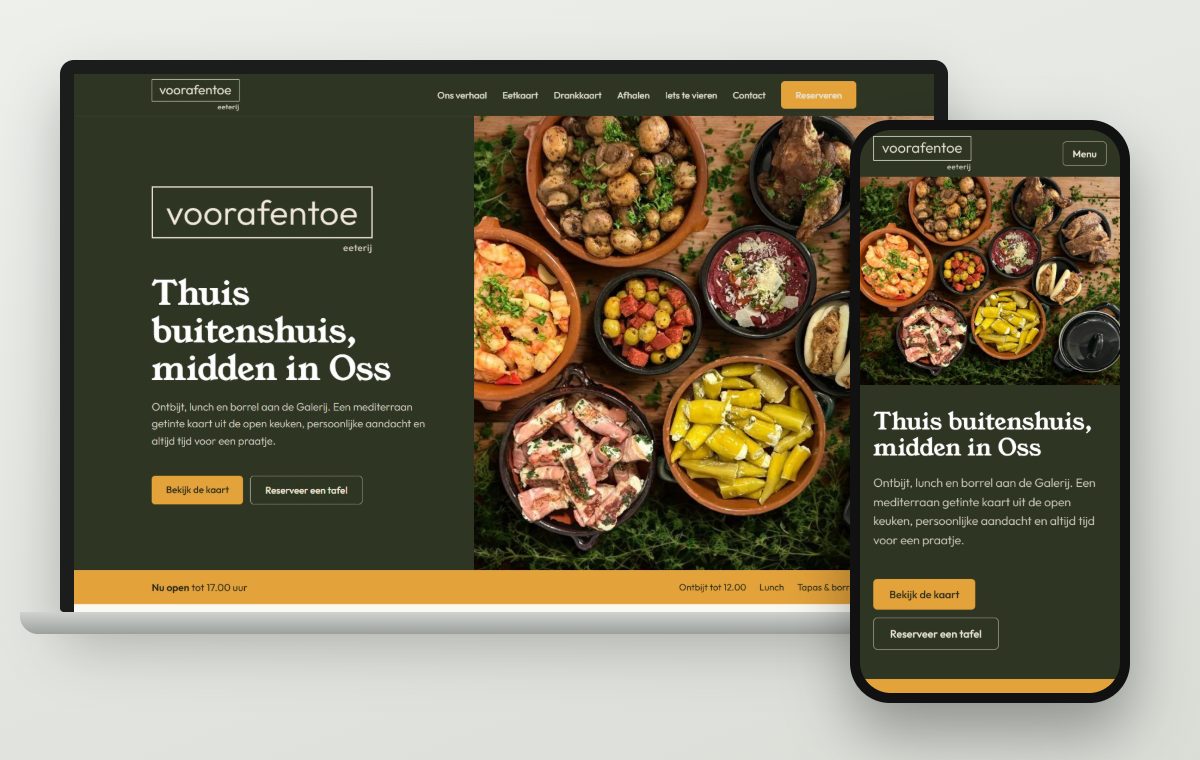 voorafentoe
eeterij
Ons verhaal Eetkaart Drankkaart Afhalen Iets te vieren Contact Reserveren
voorafentoe
eeterij
Thuis
buitenshuis,
midden in Oss
Ontbijt, lunch en borrel aan de Galerij. Een mediterraan
getinte kaart uit de open keuken, persoonlijke aandacht en
altijd tijd voor een praatje.
Bekijk de kaart Reserveer een tafel
Nu open tot 17.00 uur
Ontbijt tot 12.00 Lunch Tapas & borr
voorafentoe
eeterij
Menu
Thuis buitenshuis,
midden in Oss
Ontbijt, lunch en borrel aan de Galerij. Een
mediterraan getinte kaart uit de open
keuken, persoonlijke aandacht en altijd tijd
voor een praatje.
Bekijk de kaart
Reserveer een tafel